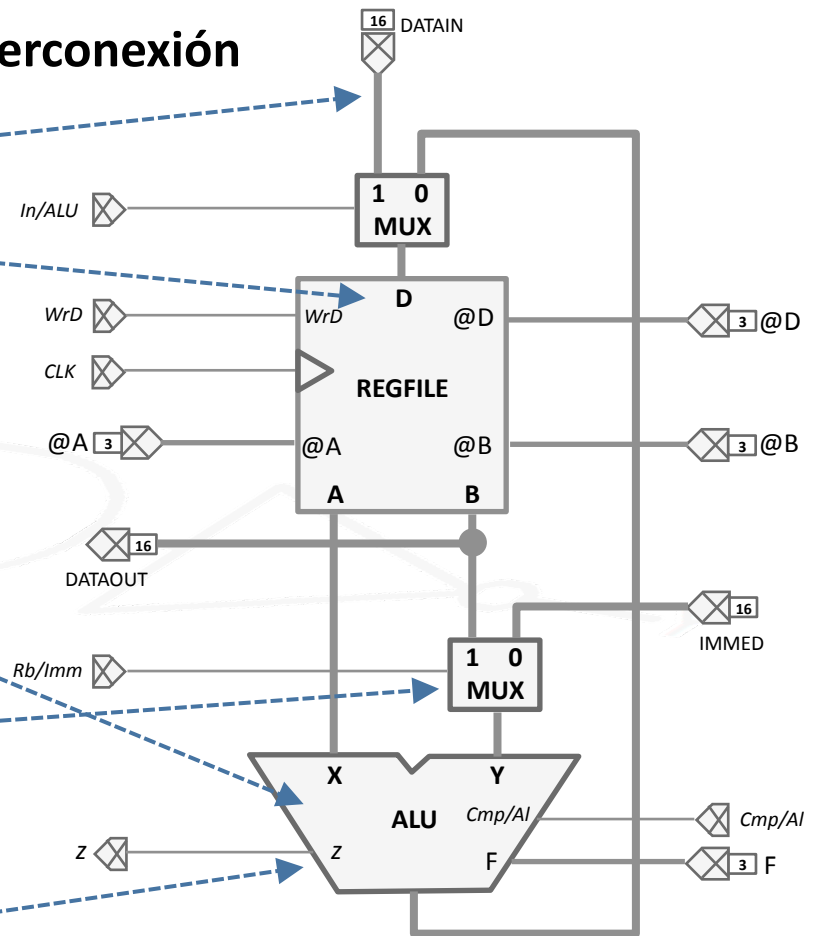 erconexión
16 DATAIN
In/ALU
1 0
MUX
WrD
WrD
D
@D
3 @D
CLK
REGFILE
@A 3
@A
@B
3 @B
A
B
16
DATAOUT
16
IMMED
Rb/Imm
1 0
MUX
X
Y
ALU
Cmp/Al
Cmp/Al
z
z
F
3 F